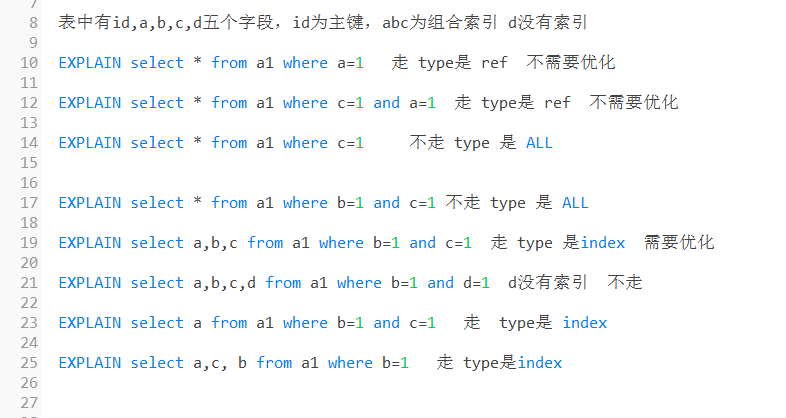 7
8 表中有id,a,b,c,d五个字段，id为主键，abc为组合索引 d没有索引
9
10 EXPLAIN select * from a1 where a=1 走 type是 ref 不需要优化
11
12 EXPLAIN select * from a1 where c=1 and a=1 走 type是 ref 不需要优化
13
14 EXPLAIN select * from a1 where c=1 不走 type 是 ALL
15
16
17 EXPLAIN select * from a1 where b=1 and c=1 不走 type 是 ALL
18
19 EXPLAIN select a,b,c from a1 where b=1 and c=1 走 type 是index 需要优化
20
21 EXPLAIN select a,b,c,d from a1 where b=1 and d=1 d没有索引 不走
22
23 EXPLAIN select a from a1 where b=1 and c=1 走 type是 index
24
25 EXPLAIN select a,c, b from a1 where b=1 走 type是index
26
27